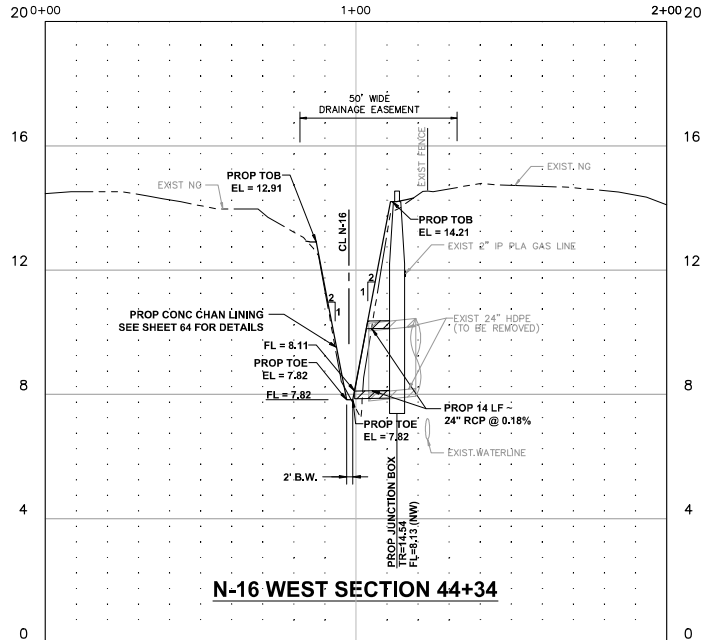 0+00 1+00 2+00
20 20
50' WIDE
DRAINAGE EASEMENT
16 16
EXIST FENCE
EXIST NG
EXIST NG
PROP TOB
EL = 12.91
CL N-16
PROP TOB
EL = 14.21
EXIST 2" IP PLA GAS LINE
12 12
2
1
2
1
PROP CONC CHAN LINING
SEE SHEET 64 FOR DETAILS
EXIST 24" HDPE
(TO BE REMOVED)
FL = 8.11
PROP TOE
EL = 7.82
8 8
FL = 7.82
PROP 14 LF ~
24" RCP @ 0.18%
PROP TOE
EL = 7.82
EXIST.WATERLINE
2' B.W.
PROP JUNCTION BOX
TR=14.54
FL=8.13 (NW)
4 4
N-16 WEST SECTION 44+34
0 0